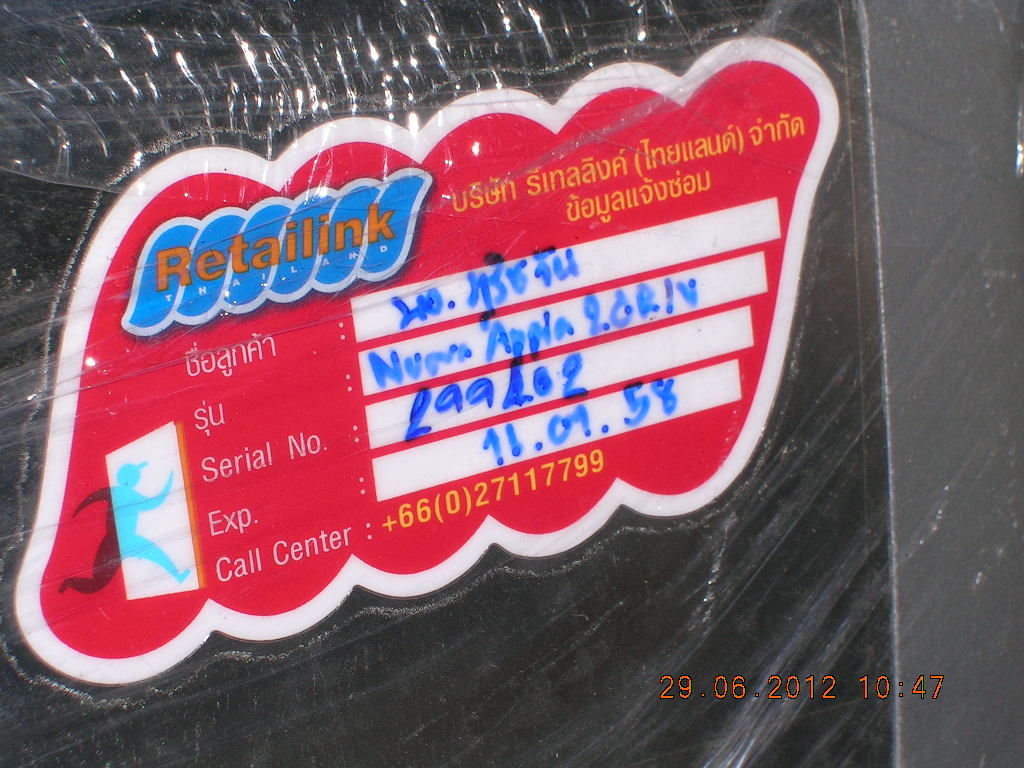 Retailink
THAILAND
บริษัท รีเทลลิงค์ (ไทยแลนด์) จำกัด
ข้อมูลแจ้งซ่อม
ชื่อลูกค้า :
รุ่น : Nuova
Serial No. : 299202
Exp. : 11.01.58
Call Center : +66(0)27117799
29.06.2012 10:47